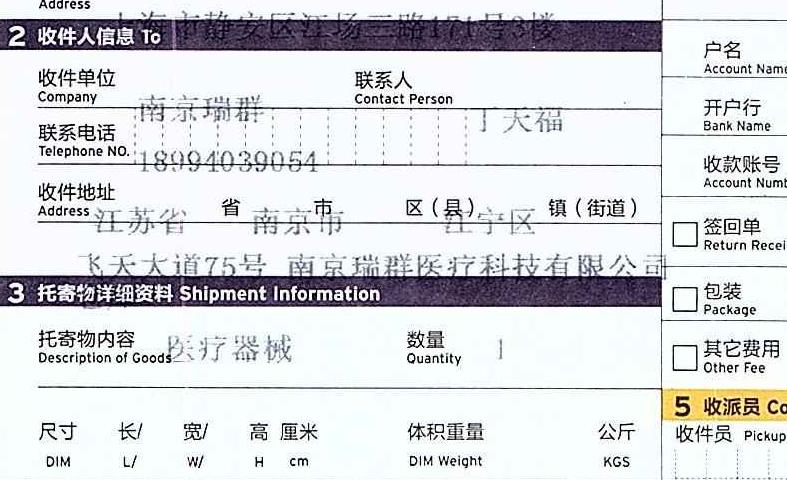 Address
上海市静安区江场三路171号3楼
2 收件人信息 To
收件单位 联系人
Company Contact Person
南京瑞群 丁天福
联系电话
Telephone NO.
18994039054
收件地址 省 市 区（县） 镇（街道）
Address
江苏省 南京市 江宁区
飞天大道75号 南京瑞群医疗科技有限公司
3 托寄物详细资料 Shipment Information
托寄物内容 医疗器械 数量 1
Description of Goods Quantity
尺寸 长/ 宽/ 高 厘米 体积重量 公斤
DIM L/ W/ H cm DIM Weight KGS
户名
Account Name
开户行
Bank Name
收款账号
Account Numb
签回单
Return Recei
包装
Package
其它费用
Other Fee
5 收派员 Co
收件员 Pickup